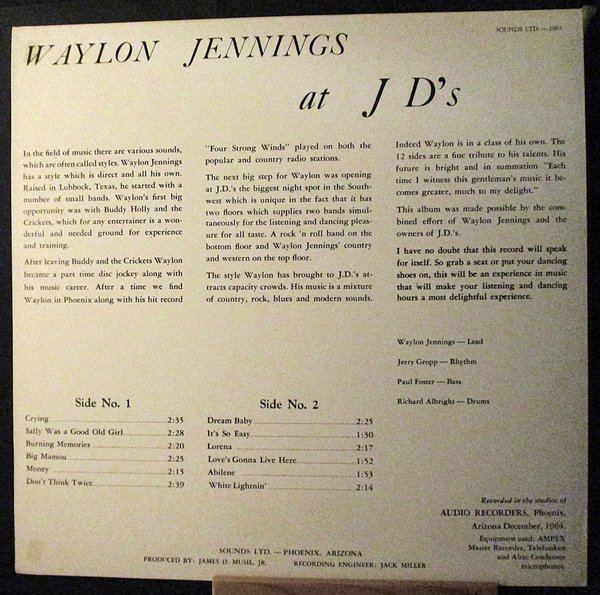 SOUNDS LTD. — 1001
WAYLON JENNINGS
at J D's
In the field of music there are various sounds,
which are often called styles. Waylon Jennings
has a style which is direct and all his own.
Raised in Lubbock, Texas, he started with a
number of small bands. Waylon's first big
opportunity was with Buddy Holly and the
Crickets, which for any entertainer is a won-
derful and needed ground for experience
and training.
After leaving Buddy and the Crickets Waylon
became a part time disc jockey along with
his music career. After a time we find
Waylon in Phoenix along with his hit record
"Four Strong Winds" played on both the
popular and country radio stations.
The next big step for Waylon was opening
at J.D.'s the biggest night spot in the South-
west which is unique in the fact that it has
two floors which supplies two bands simul-
taneously for the listening and dancing pleas-
ure for all taste. A rock 'n roll band on the
bottom floor and Waylon Jennings' country
and western on the top floor.
The style Waylon has brought to J.D.'s at-
tracts capacity crowds. His music is a mixture
of country, rock, blues and modern sounds.
Indeed Waylon is in a class of his own. The
12 sides are a fine tribute to his talents. His
future is bright and in summation "Each
time I witness this gentleman's music it be-
comes greater, much to my delight."
This album was made possible by the com-
bined effort of Waylon Jennings and the
owners of J.D.'s.
I have no doubt that this record will speak
for itself. So grab a seat or put your dancing
shoes on, this will be an experience in music
that will make your listening and dancing
hours a most delightful experience.
Waylon Jennings — Lead
Jerry Gropp — Rhythm
Paul Foster — Bass
Richard Albright — Drums
Side No. 1
Crying 2:35
Sally Was a Good Old Girl 2:28
Burning Memories 2:20
Big Mamou 2:25
Money 2:15
Don't Think Twice 2:39
Side No. 2
Dream Baby 2:25
It's So Easy 1:30
Lorena 2:17
Love's Gonna Live Here 1:52
Abilene 1:53
White Lightnin' 2:14
Recorded in the studios of
AUDIO RECORDERS, Phoenix,
Arizona December, 1964.
Equipment used: AMPEX
Master Recorder, Telefunken
and Altec Condenser
microphones.
SOUNDS LTD. — PHOENIX, ARIZONA
PRODUCED BY: JAMES D. MUSIL, JR. RECORDING ENGINEER: JACK MILLER